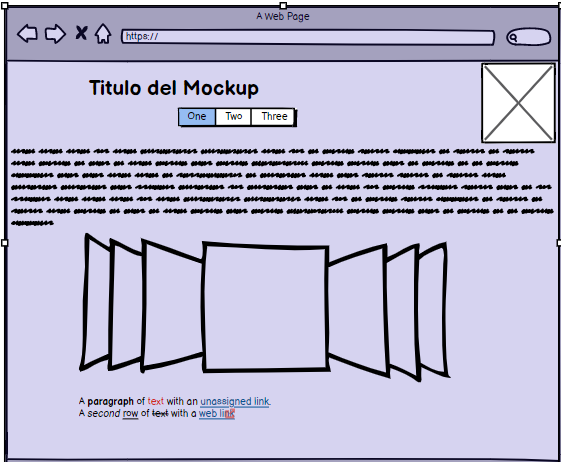 A Web Page
https://
Titulo del Mockup
One Two Three
A paragraph of text with an unassigned link.
A second row of text with a web link